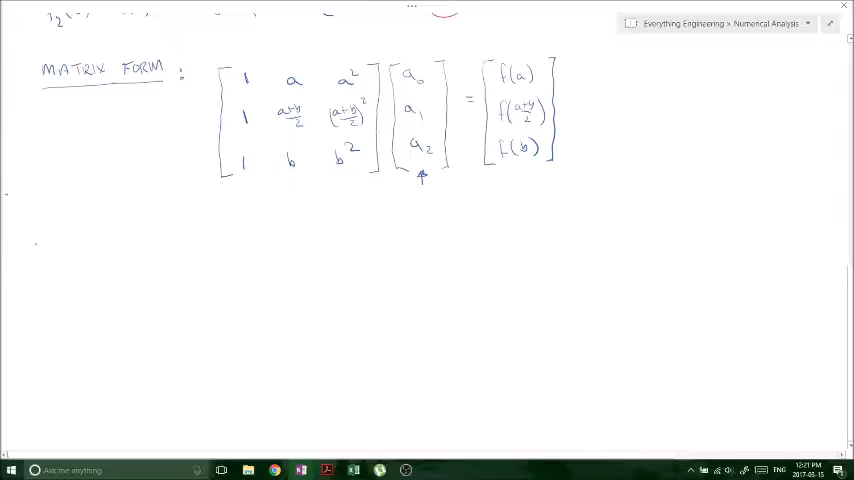 Everything Engineering > Numerical Analysis
MATRIX FORM :
[1 a a² ; 1 (a+b)/2 ((a+b)/2)² ; 1 b b²] [a₀ ; a₁ ; a₂] = [f(a) ; f((a+b)/2) ; f(b)]
Ask me anything
ENG
12:21 PM
2017-03-15